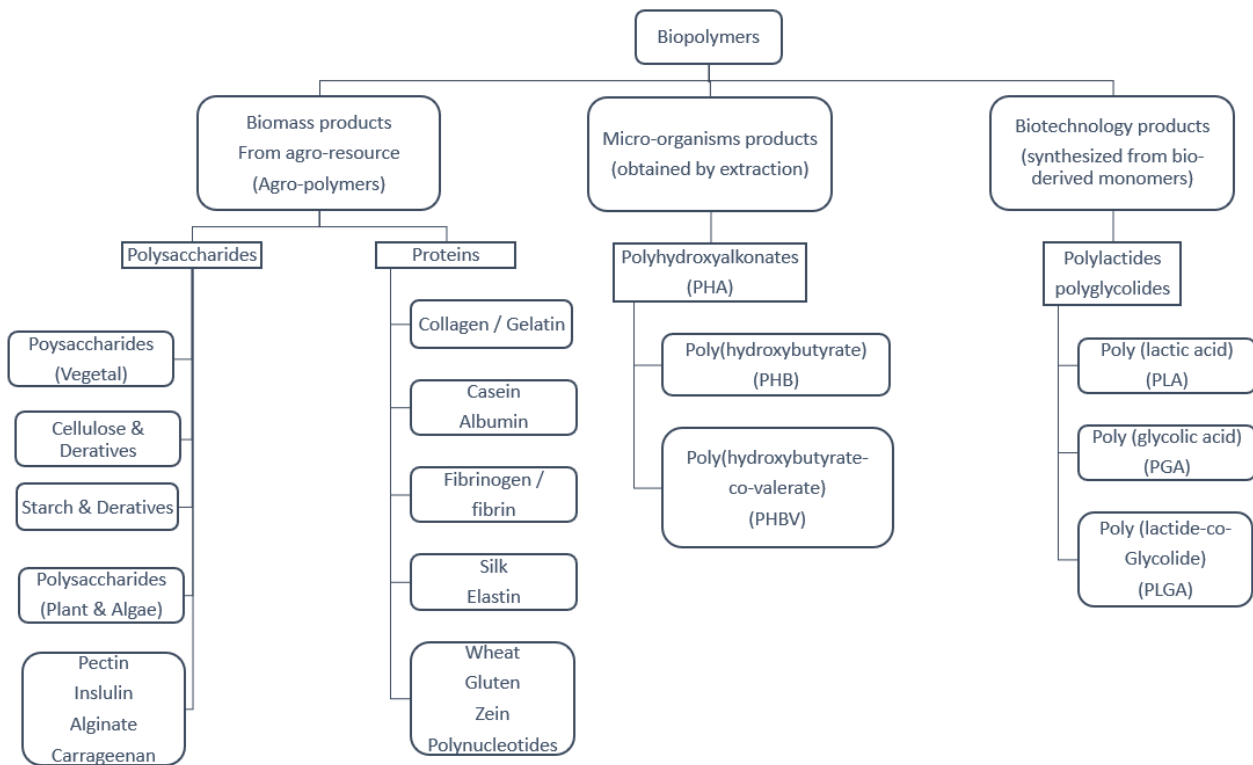 Biopolymers
Biomass products
From agro-resource
(Agro-polymers)
Micro-organisms products
(obtained by extraction)
Biotechnology products
(synthesized from bio-
derived monomers)
Polysaccharides
Proteins
Polyhydroxyalkonates
(PHA)
Polylactides
polyglycolides
Poysaccharides
(Vegetal)
Cellulose &
Deratives
Starch & Deratives
Polysaccharides
(Plant & Algae)
Pectin
Inslulin
Alginate
Carrageenan
Collagen / Gelatin
Casein
Albumin
Fibrinogen /
fibrin
Silk
Elastin
Wheat
Gluten
Zein
Polynucleotides
Poly(hydroxybutyrate)
(PHB)
Poly(hydroxybutyrate-
co-valerate)
(PHBV)
Poly (lactic acid)
(PLA)
Poly (glycolic acid)
(PGA)
Poly (lactide-co-
Glycolide)
(PLGA)